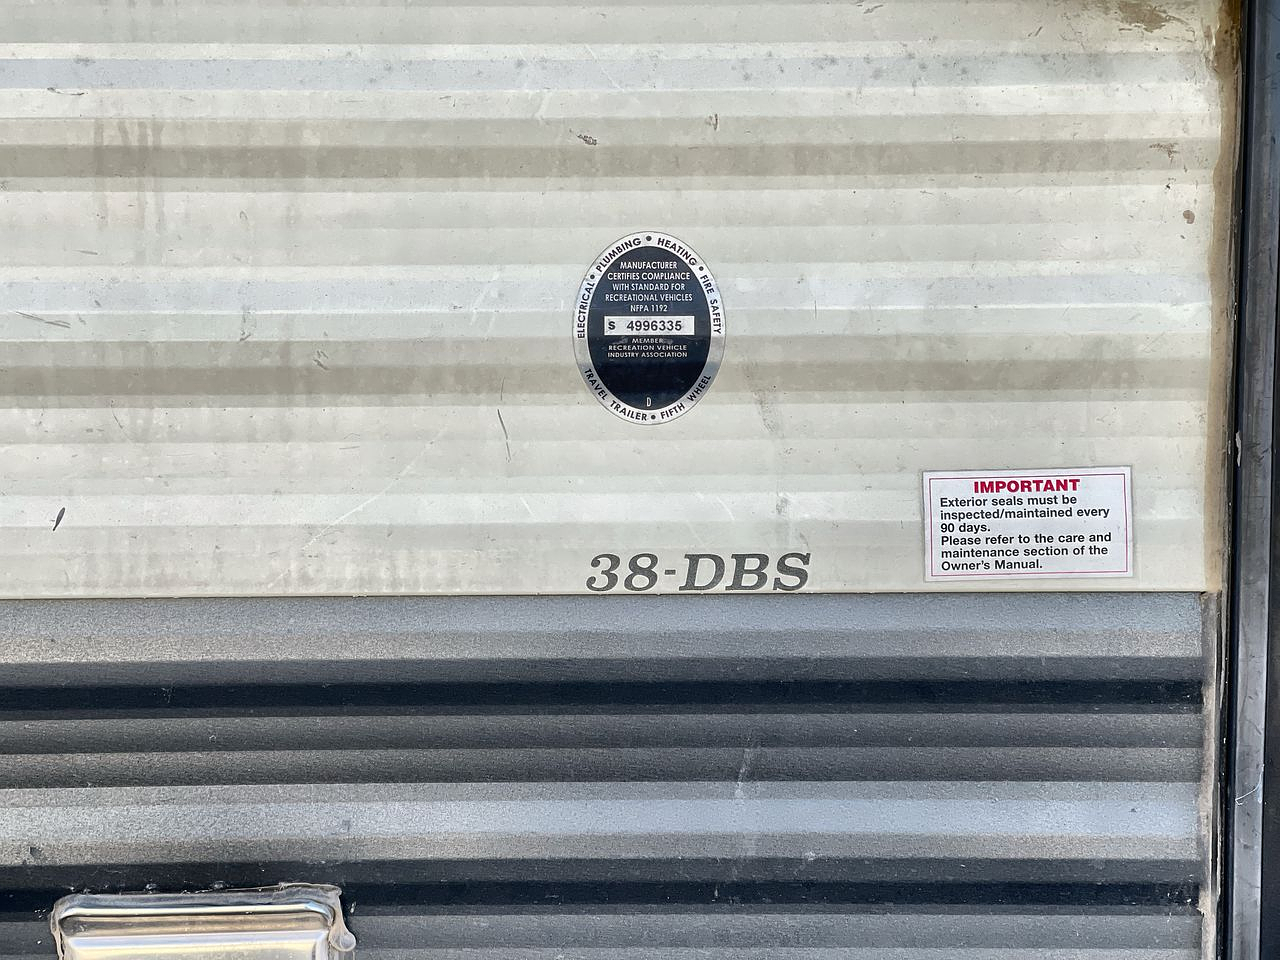 ELECTRICAL • PLUMBING • HEATING • FIRE SAFETY
MANUFACTURER
CERTIFIES COMPLIANCE
WITH STANDARD FOR
RECREATIONAL VEHICLES
NFPA 1192
S 4996335
MEMBER
RECREATION VEHICLE
INDUSTRY ASSOCIATION
D
TRAVEL TRAILER • FIFTH WHEEL
IMPORTANT
Exterior seals must be
inspected/maintained every
90 days.
Please refer to the care and
maintenance section of the
Owner's Manual.
38-DBS